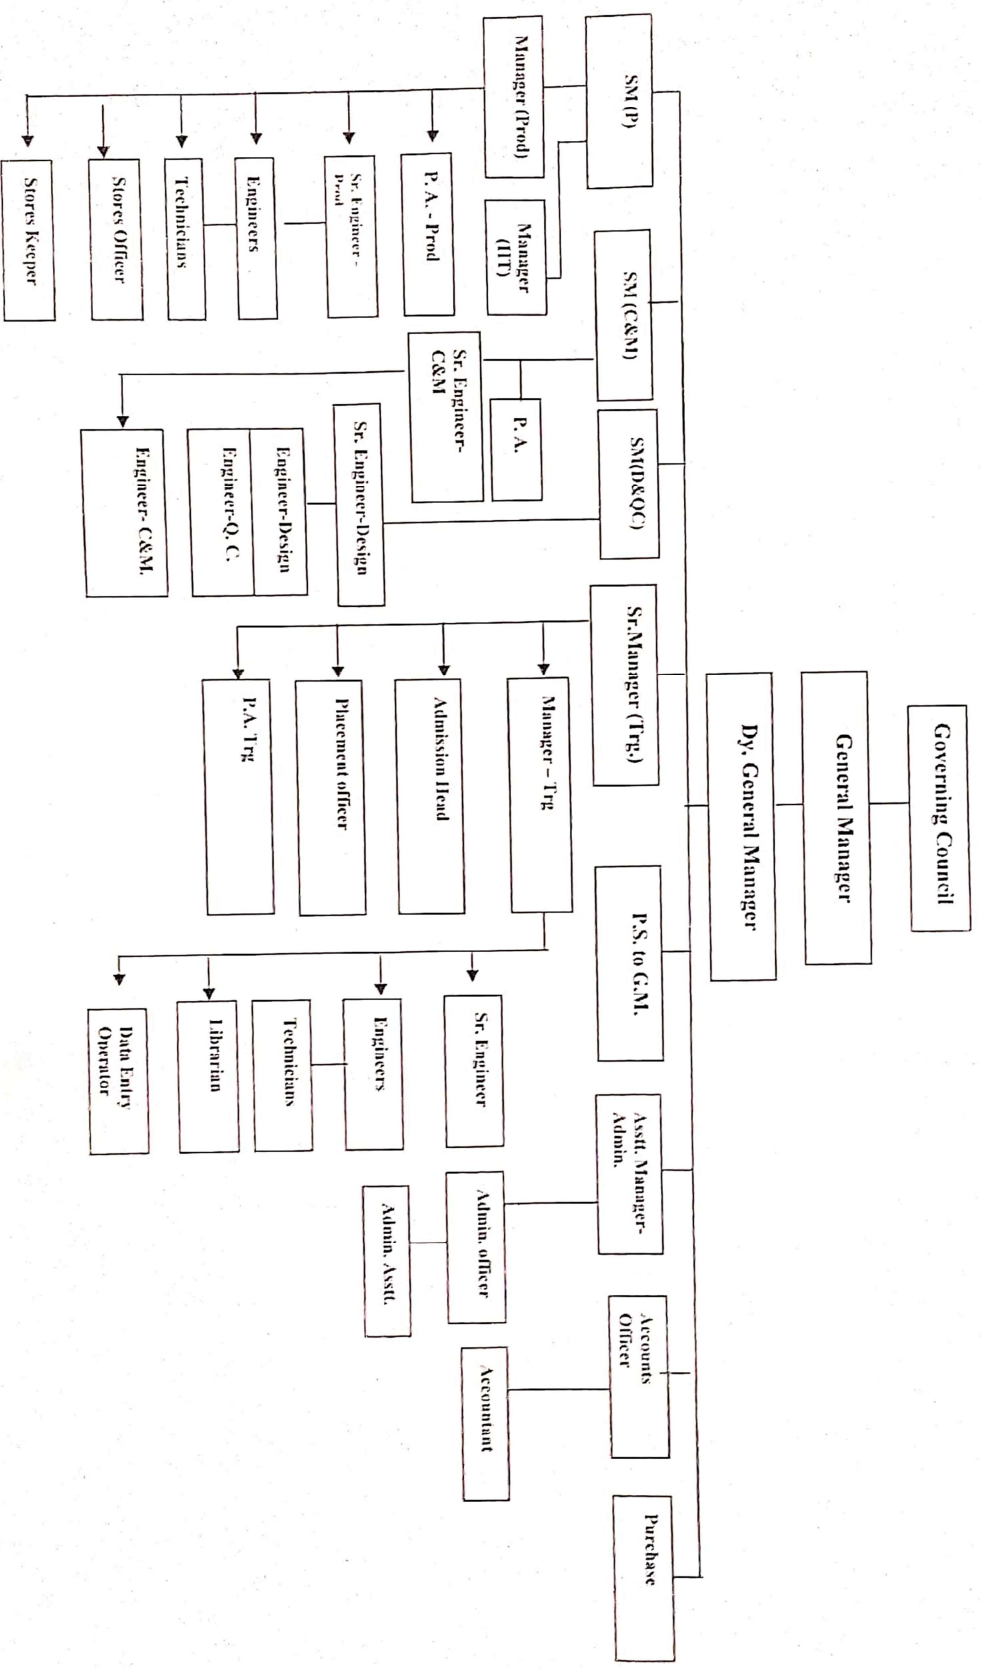 Governing Council
General Manager
Dy. General Manager
SM (P)
SM (C&M)
SM(D&QC)
Sr.Manager (Trg.)
P.S. to G.M.
Asstt. Manager-
Admin.
Accounts
Officer
Purchase
Manager (Prod)
Manager
(HT)
P. A. - Prod
Sr. Engineer -
Prod
Engineers
Technicians
Stores Officer
Stores Keeper
P. A.
Sr. Engineer-
C&M
Engineer- C&M.
Sr. Engineer-Design
Engineer-Design
Engineer-Q. C.
Manager – Trg
Admission Head
Placement officer
P.A. Trg
Sr. Engineer
Engineers
Technicians
Librarian
Data Entry
Operator
Admin. officer
Admin. Asstt.
Accountant